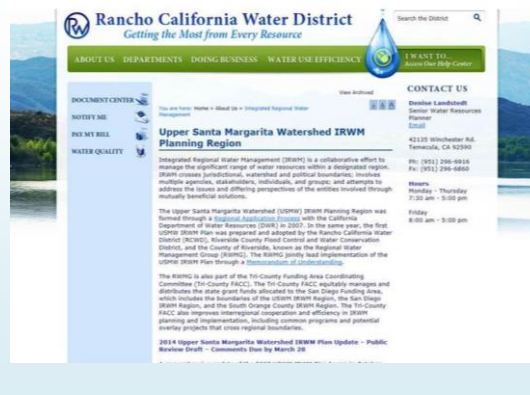 Rancho California Water District
Getting the Most from Every Resource
Search the District
ABOUT US DEPARTMENTS DOING BUSINESS WATER USE EFFICIENCY
I WANT TO...
Access Our Help Center
View Archived
DOCUMENT CENTER
NOTIFY ME
PAY MY BILL
WATER QUALITY
You are here: Home > About Us > Integrated Regional Water
Management
Upper Santa Margarita Watershed IRWM
Planning Region
Integrated Regional Water Management (IRWM) is a collaborative effort to
manage the significant range of water resources within a designated region.
IRWM crosses jurisdictional, watershed and political boundaries; involves
multiple agencies, stakeholders, individuals, and groups; and attempts to
address the issues and differing perspectives of the entities involved through
mutually beneficial solutions.
The Upper Santa Margarita Watershed (USMW) IRWM Planning Region was
formed through a Regional Application Process with the California
Department of Water Resources (DWR) in 2007. In the same year, the first
USMW IRWM Plan was prepared and adopted by the Rancho California Water
District (RCWD), Riverside County Flood Control and Water Conservation
District, and the County of Riverside, known as the Regional Water
Management Group (RWMG). The RWMG jointly lead implementation of the
USMW IRWM Plan through a Memorandum of Understanding.
The RWMG is also part of the Tri-County Funding Area Coordinating
Committee (Tri-County FACC). The Tri-County FACC equitably manages and
distributes the state grant funds allocated to the San Diego Funding Area,
which includes the boundaries of the USWM IRWM Region, the San Diego
IRWM Region, and the South Orange County IRWM Region. The Tri-County
FACC also improves interregional cooperation and efficiency in IRWM
planning and implementation, including common programs and potential
overlay projects that cross regional boundaries.
2014 Upper Santa Margarita Watershed IRWM Plan Update – Public
Review Draft – Comments Due by March 28
CONTACT US
Denise Landstedt
Senior Water Resources
Planner
Email
42135 Winchester Rd.
Temecula, CA 92590
Ph: (951) 296-6916
Fx: (951) 296-6860
Hours
Monday - Thursday
7:30 am - 5:00 pm
Friday
8:00 am - 5:00 pm